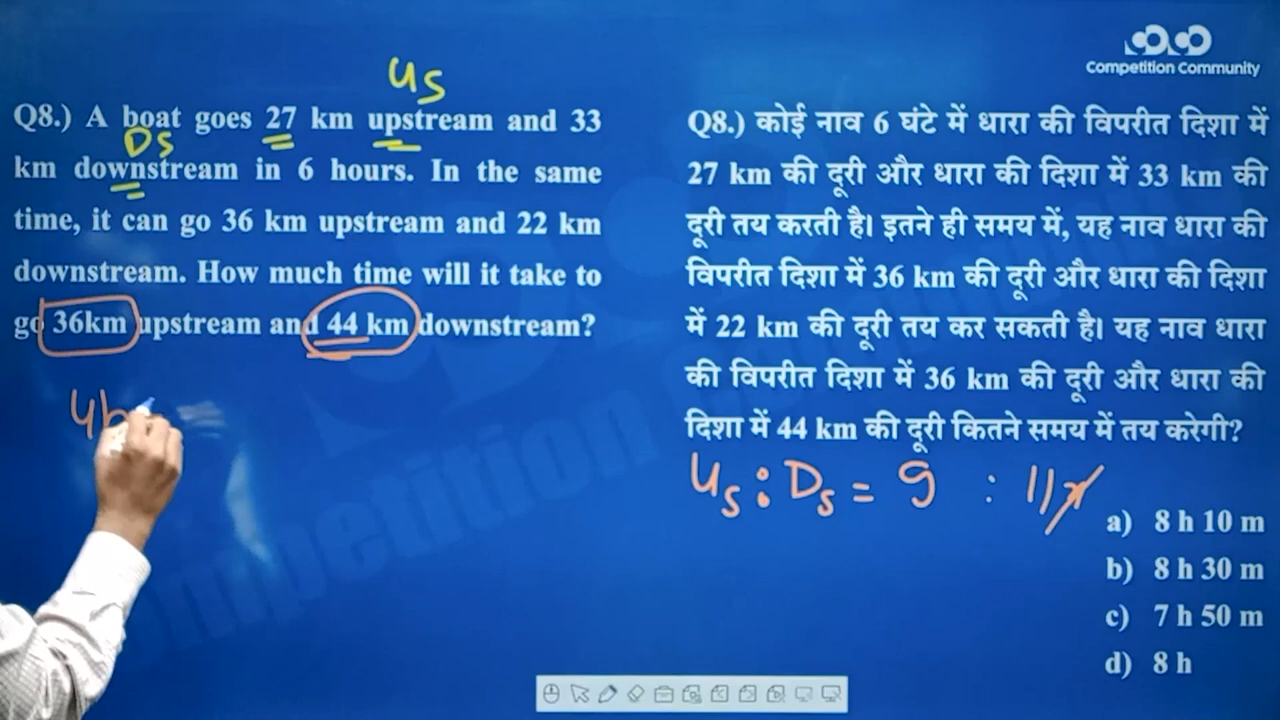 Competition Community
us
Q8.) A boat goes 27 km upstream and 33
Ds
km downstream in 6 hours. In the same
time, it can go 36 km upstream and 22 km
downstream. How much time will it take to
go 36km upstream and 44 km downstream?
4h
Q8.) कोई नाव 6 घंटे में धारा की विपरीत दिशा में
27 km की दूरी और धारा की दिशा में 33 km की
दूरी तय करती है। इतने ही समय में, यह नाव धारा की
विपरीत दिशा में 36 km की दूरी और धारा की दिशा
में 22 km की दूरी तय कर सकती है। यह नाव धारा
की विपरीत दिशा में 36 km की दूरी और धारा की
दिशा में 44 km की दूरी कितने समय में तय करेगी?
us : Ds = 9 : 11x
a) 8 h 10 m
b) 8 h 30 m
c) 7 h 50 m
d) 8 h